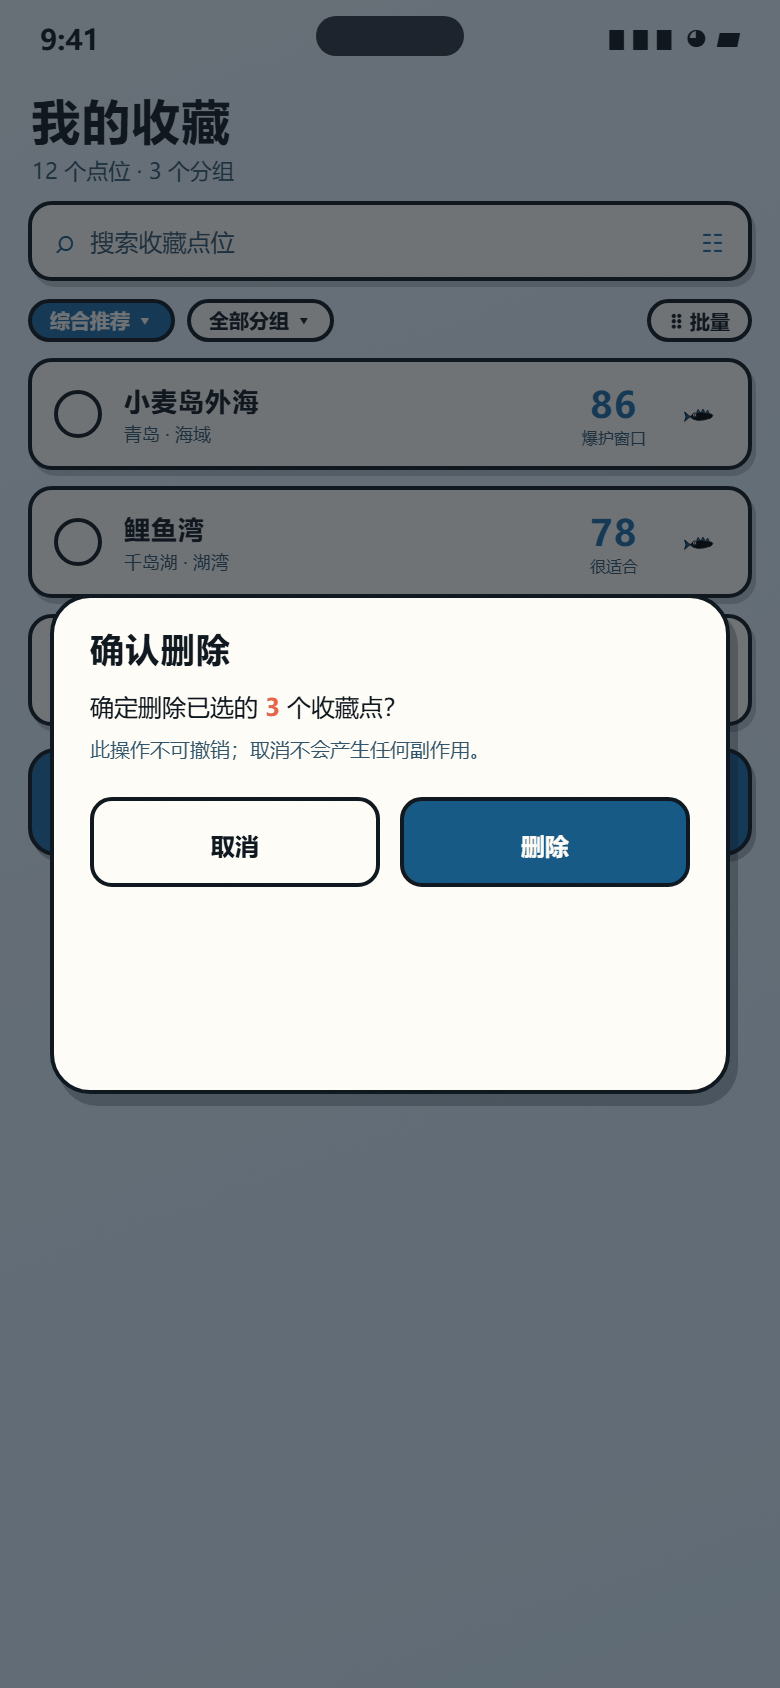 9:41
我的收藏
12 个点位 · 3 个分组
搜索收藏点位
综合推荐 ▾ 全部分组 ▾ ⠿ 批量
小麦岛外海
青岛 · 海域
86
爆护窗口
鲤鱼湾
千岛湖 · 湖湾
78
很适合
确认删除
确定删除已选的 3 个收藏点？
此操作不可撤销；取消不会产生任何副作用。
取消 删除